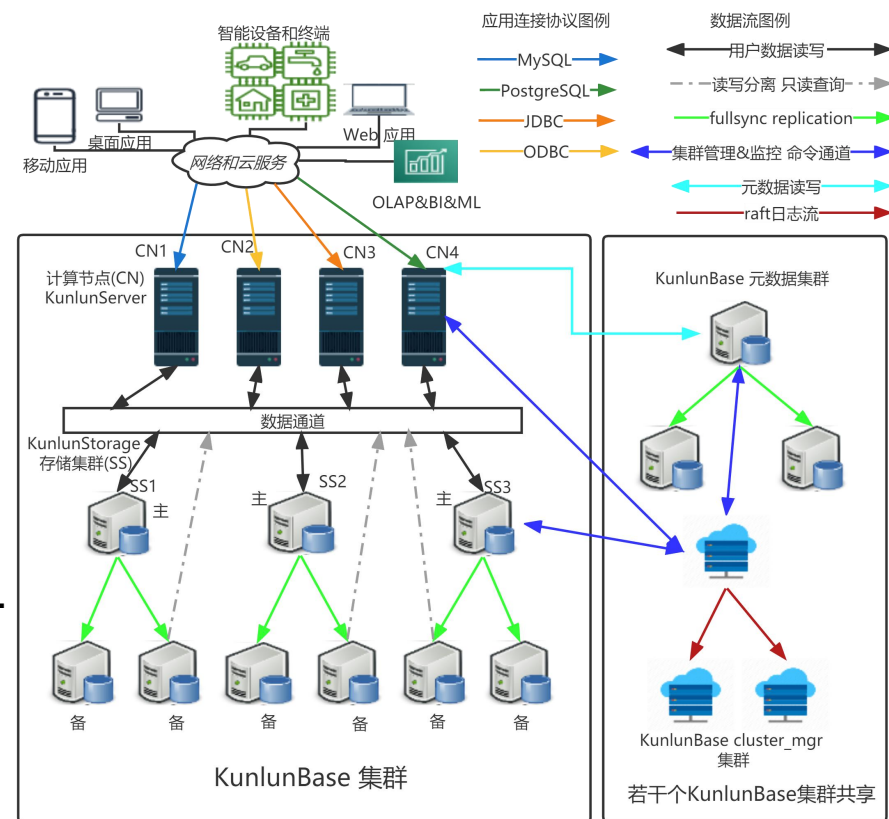 智能设备和终端
桌面应用
移动应用
Web 应用
网络和云服务
OLAP&BI&ML
应用连接协议图例
MySQL
PostgreSQL
JDBC
ODBC
数据流图例
用户数据读写
读写分离 只读查询
fullsync replication
集群管理&监控 命令通道
元数据读写
raft日志流
CN1
CN2
CN3
CN4
计算节点(CN)
KunlunServer
数据通道
KunlunStorage
存储集群(SS)
SS1
主
SS2
主
SS3
主
备
备
备
备
备
备
KunlunBase 集群
KunlunBase 元数据集群
KunlunBase cluster_mgr
集群
若干个KunlunBase集群共享